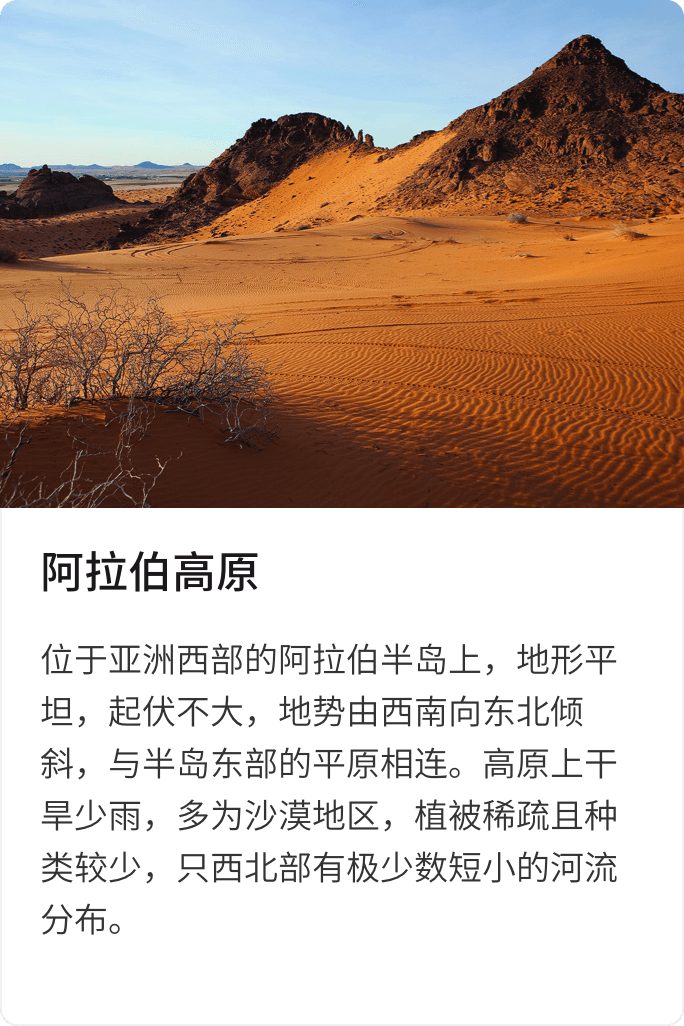 阿拉伯高原
位于亚洲西部的阿拉伯半岛上，地形平
坦，起伏不大，地势由西南向东北倾
斜，与半岛东部的平原相连。高原上干
旱少雨，多为沙漠地区，植被稀疏且种
类较少，只西北部有极少数短小的河流
分布。